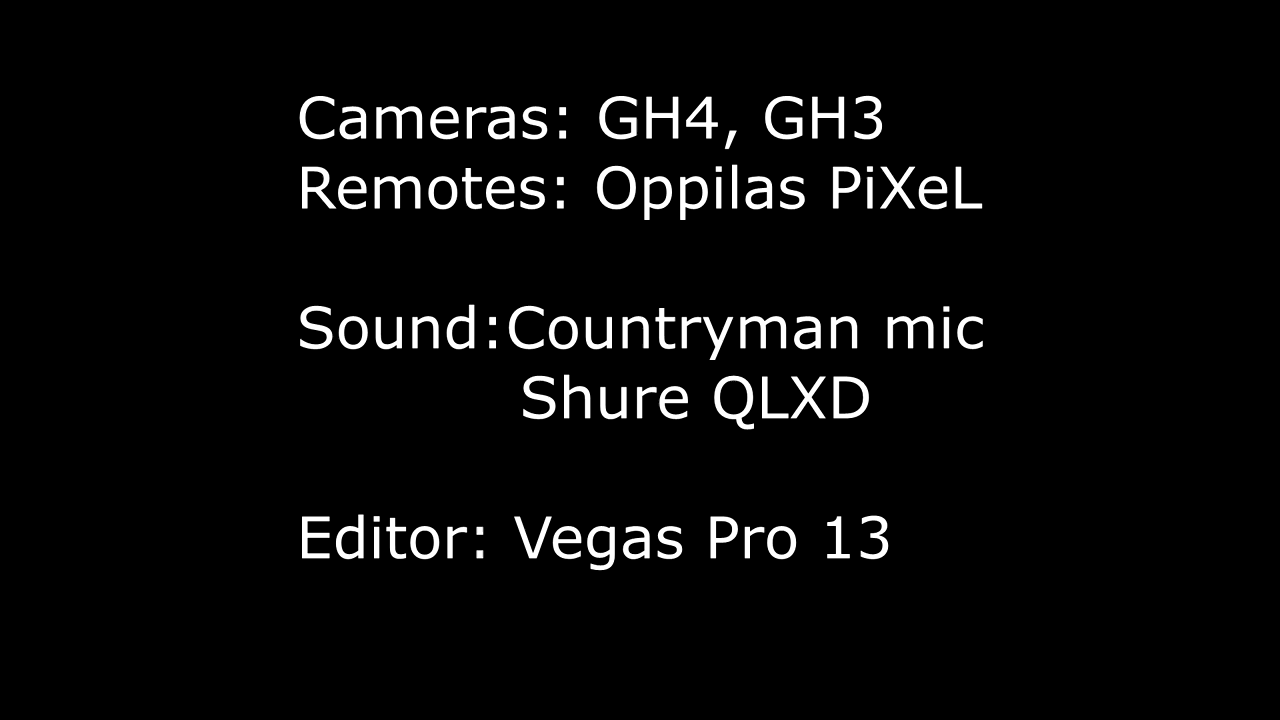 Cameras: GH4, GH3
Remotes: Oppilas PiXeL
Sound:Countryman mic
Shure QLXD
Editor: Vegas Pro 13